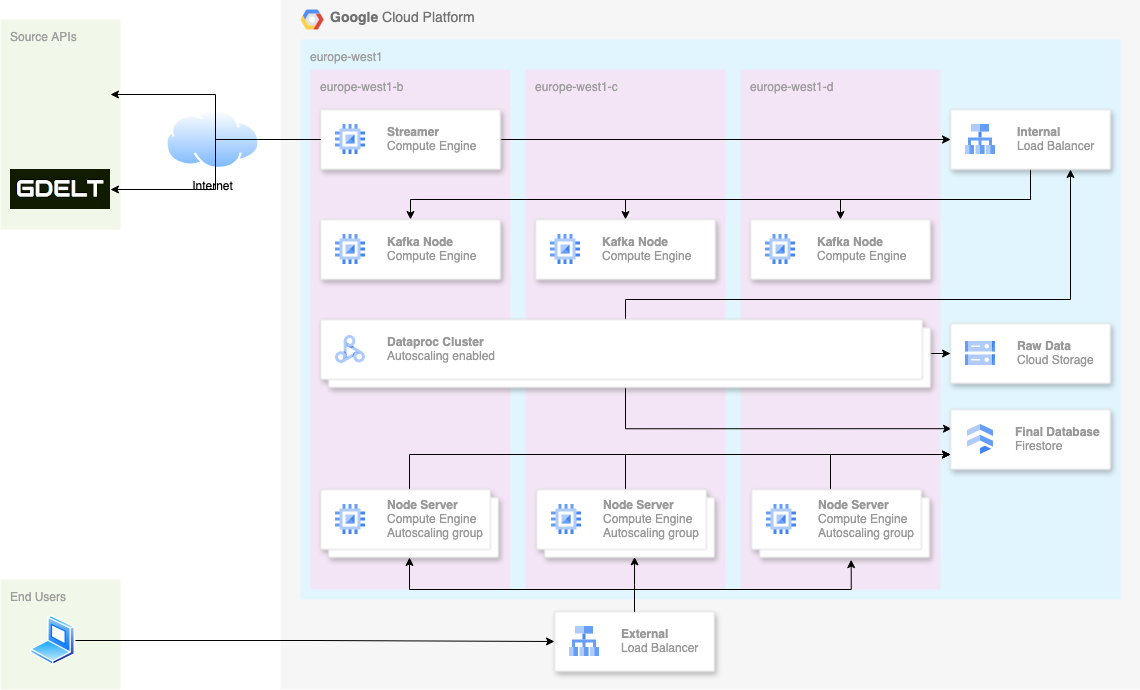 Google Cloud Platform
Source APIs
europe-west1
europe-west1-b
europe-west1-c
europe-west1-d
Streamer
Compute Engine
Internal
Load Balancer
GDELT
Internet
Kafka Node
Compute Engine
Kafka Node
Compute Engine
Kafka Node
Compute Engine
Dataproc Cluster
Autoscaling enabled
Raw Data
Cloud Storage
Final Database
Firestore
Node Server
Compute Engine
Autoscaling group
Node Server
Compute Engine
Autoscaling group
Node Server
Compute Engine
Autoscaling group
End Users
External
Load Balancer